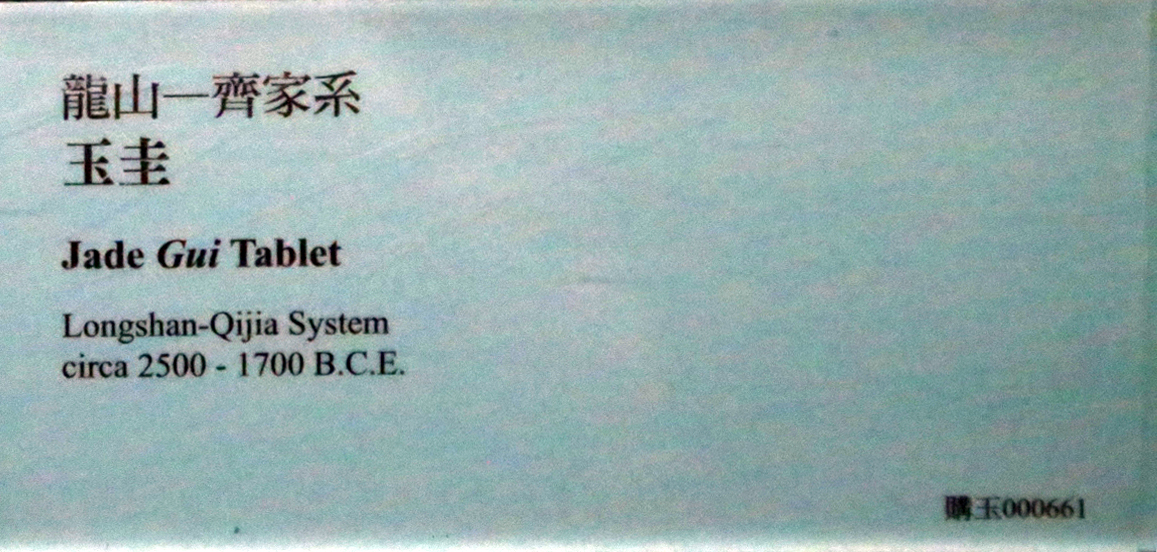 龍山—齊家系
玉圭
Jade Gui Tablet
Longshan-Qijia System
circa 2500 - 1700 B.C.E.
購玉000661